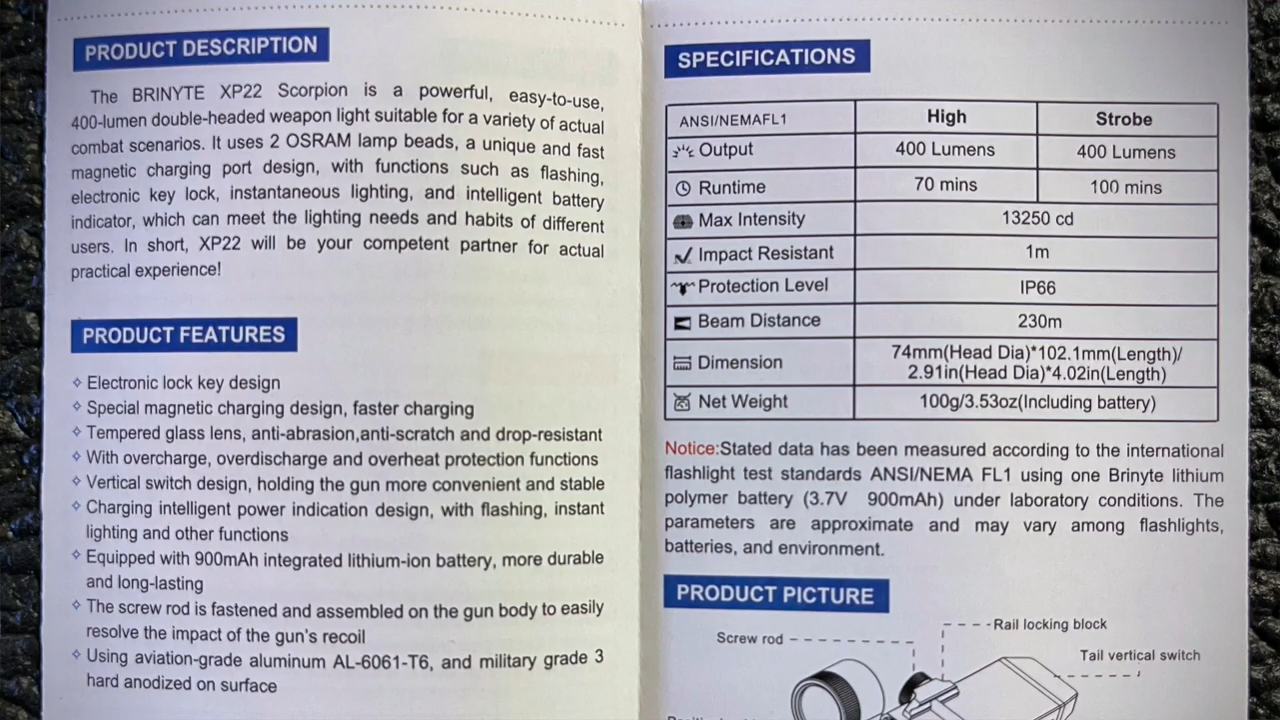 PRODUCT DESCRIPTION
The BRINYTE XP22 Scorpion is a powerful, easy-to-use,
400-lumen double-headed weapon light suitable for a variety of actual
combat scenarios. It uses 2 OSRAM lamp beads, a unique and fast
magnetic charging port design, with functions such as flashing,
electronic key lock, instantaneous lighting, and intelligent battery
indicator, which can meet the lighting needs and habits of different
users. In short, XP22 will be your competent partner for actual
practical experience!
PRODUCT FEATURES
✧ Electronic lock key design
✧ Special magnetic charging design, faster charging
✧ Tempered glass lens, anti-abrasion,anti-scratch and drop-resistant
✧ With overcharge, overdischarge and overheat protection functions
✧ Vertical switch design, holding the gun more convenient and stable
✧ Charging intelligent power indication design, with flashing, instant
lighting and other functions
✧ Equipped with 900mAh integrated lithium-ion battery, more durable
and long-lasting
✧ The screw rod is fastened and assembled on the gun body to easily
resolve the impact of the gun's recoil
✧ Using aviation-grade aluminum AL-6061-T6, and military grade 3
hard anodized on surface
SPECIFICATIONS
ANSI/NEMAFL1 High Strobe
Output 400 Lumens 400 Lumens
Runtime 70 mins 100 mins
Max Intensity 13250 cd
Impact Resistant 1m
Protection Level IP66
Beam Distance 230m
Dimension 74mm(Head Dia)*102.1mm(Length)/
2.91in(Head Dia)*4.02in(Length)
Net Weight 100g/3.53oz(Including battery)
Notice:Stated data has been measured according to the international
flashlight test standards ANSI/NEMA FL1 using one Brinyte lithium
polymer battery (3.7V 900mAh) under laboratory conditions. The
parameters are approximate and may vary among flashlights,
batteries, and environment.
PRODUCT PICTURE
Screw rod
Rail locking block
Tail vertical switch